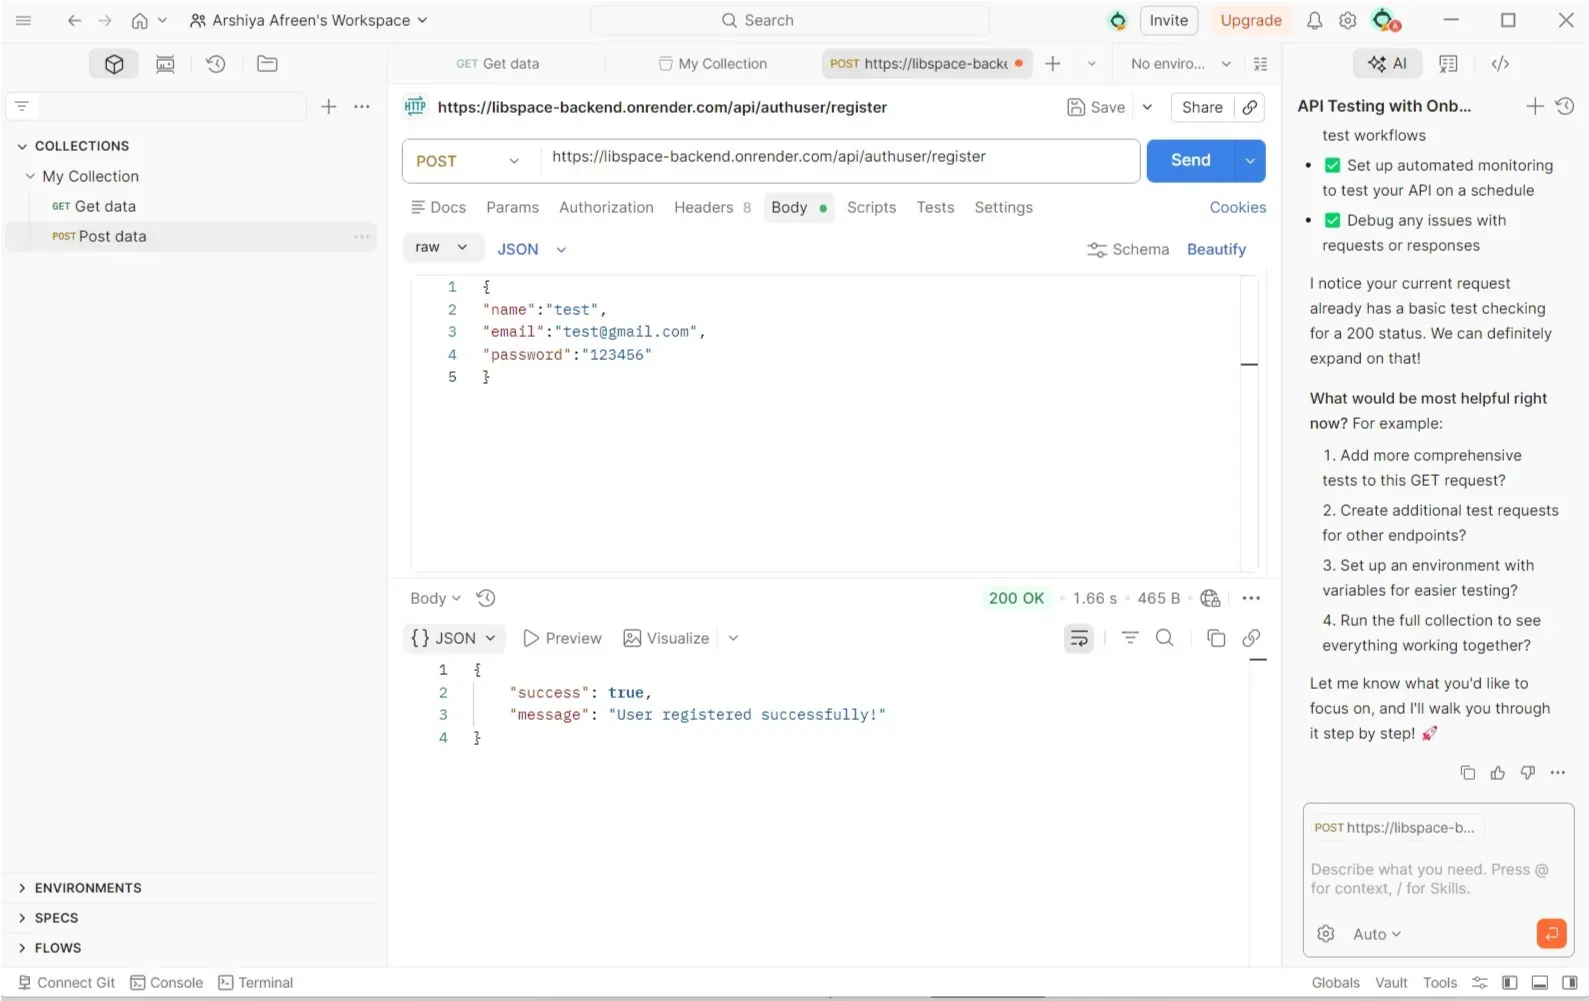 Arshiya Afreen's Workspace
Search
Invite
Upgrade
GET Get data
My Collection
POST https://libspace-backe
No enviro...
AI
HTTP https://libspace-backend.onrender.com/api/authuser/register
Save
Share
API Testing with Onb...
COLLECTIONS
My Collection
GET Get data
POST Post data
POST
https://libspace-backend.onrender.com/api/authuser/register
Send
Docs Params Authorization Headers 8 Body Scripts Tests Settings Cookies
raw JSON Schema Beautify
1 {
2 "name":"test",
3 "email":"test@gmail.com",
4 "password":"123456"
5 }
Body
200 OK • 1.66 s • 465 B
{} JSON Preview Visualize
1 {
2 "success": true,
3 "message": "User registered successfully!"
4 }
test workflows
• ✅ Set up automated monitoring
to test your API on a schedule
• ✅ Debug any issues with
requests or responses
I notice your current request
already has a basic test checking
for a 200 status. We can definitely
expand on that!
What would be most helpful right
now? For example:
1. Add more comprehensive
tests to this GET request?
2. Create additional test requests
for other endpoints?
3. Set up an environment with
variables for easier testing?
4. Run the full collection to see
everything working together?
Let me know what you'd like to
focus on, and I'll walk you through
it step by step! 🚀
POST https://libspace-b...
Describe what you need. Press @
for context, / for Skills.
Auto
ENVIRONMENTS
SPECS
FLOWS
Connect Git Console Terminal
Globals Vault Tools